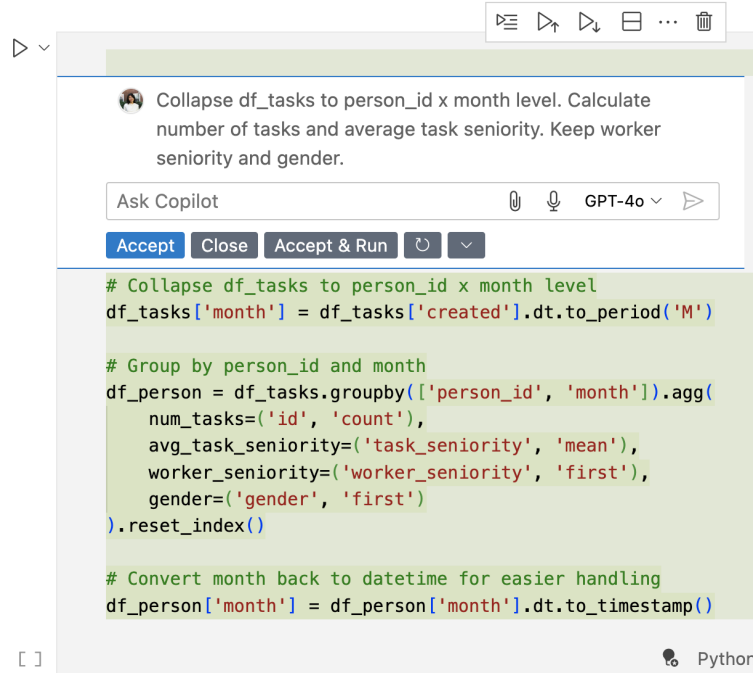 Collapse df_tasks to person_id x month level. Calculate
number of tasks and average task seniority. Keep worker
seniority and gender.
Ask Copilot
GPT-4o
Accept
Close
Accept & Run
# Collapse df_tasks to person_id x month level
df_tasks['month'] = df_tasks['created'].dt.to_period('M')
# Group by person_id and month
df_person = df_tasks.groupby(['person_id', 'month']).agg(
    num_tasks=('id', 'count'),
    avg_task_seniority=('task_seniority', 'mean'),
    worker_seniority=('worker_seniority', 'first'),
    gender=('gender', 'first')
).reset_index()
# Convert month back to datetime for easier handling
df_person['month'] = df_person['month'].dt.to_timestamp()
[ ]
Python